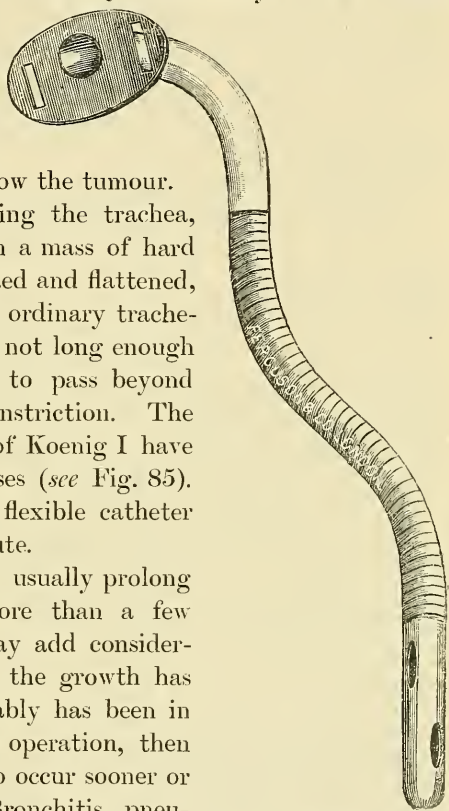 ow the tumour.
ing the trachea,
n a mass of hard
ed and flattened,
ordinary trache-
not long enough
to pass beyond
nstriction. The
of Koenig I have
ses (see Fig. 85).
flexible catheter
ute.
usually prolong
ore than a few
ay add consider-
the growth has
ably has been in
operation, then
o occur sooner or
Bronchitis, pneu-